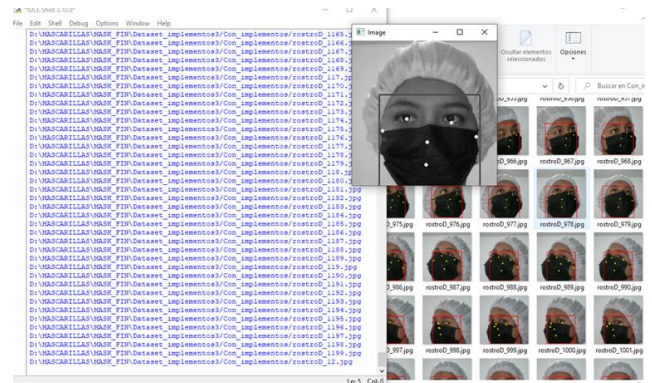 *IDLE Shell 3.10.8*
File Edit Shell Debug Options Window Help
D:\MASCARILLAS\MASK_FIN\Dataset_implementos3/Con_implementos/rostroD_1165.j
D:\MASCARILLAS\MASK_FIN\Dataset_implementos3/Con_implementos/rostroD_1166.j
D:\MASCARILLAS\MASK_FIN\Dataset_implementos3/Con_implementos/rostroD_1167.j
D:\MASCARILLAS\MASK_FIN\Dataset_implementos3/Con_implementos/rostroD_1168.j
D:\MASCARILLAS\MASK_FIN\Dataset_implementos3/Con_implementos/rostroD_1169.j
D:\MASCARILLAS\MASK_FIN\Dataset_implementos3/Con_implementos/rostroD_117.jp
D:\MASCARILLAS\MASK_FIN\Dataset_implementos3/Con_implementos/rostroD_1170.j
D:\MASCARILLAS\MASK_FIN\Dataset_implementos3/Con_implementos/rostroD_1171.j
D:\MASCARILLAS\MASK_FIN\Dataset_implementos3/Con_implementos/rostroD_1172.j
D:\MASCARILLAS\MASK_FIN\Dataset_implementos3/Con_implementos/rostroD_1173.j
D:\MASCARILLAS\MASK_FIN\Dataset_implementos3/Con_implementos/rostroD_1174.j
D:\MASCARILLAS\MASK_FIN\Dataset_implementos3/Con_implementos/rostroD_1175.j
D:\MASCARILLAS\MASK_FIN\Dataset_implementos3/Con_implementos/rostroD_1176.j
D:\MASCARILLAS\MASK_FIN\Dataset_implementos3/Con_implementos/rostroD_1177.j
D:\MASCARILLAS\MASK_FIN\Dataset_implementos3/Con_implementos/rostroD_1178.j
D:\MASCARILLAS\MASK_FIN\Dataset_implementos3/Con_implementos/rostroD_1179.j
D:\MASCARILLAS\MASK_FIN\Dataset_implementos3/Con_implementos/rostroD_118.jp
D:\MASCARILLAS\MASK_FIN\Dataset_implementos3/Con_implementos/rostroD_1180.j
D:\MASCARILLAS\MASK_FIN\Dataset_implementos3/Con_implementos/rostroD_1181.jpg
D:\MASCARILLAS\MASK_FIN\Dataset_implementos3/Con_implementos/rostroD_1182.jpg
D:\MASCARILLAS\MASK_FIN\Dataset_implementos3/Con_implementos/rostroD_1183.jpg
D:\MASCARILLAS\MASK_FIN\Dataset_implementos3/Con_implementos/rostroD_1184.jpg
D:\MASCARILLAS\MASK_FIN\Dataset_implementos3/Con_implementos/rostroD_1185.jpg
D:\MASCARILLAS\MASK_FIN\Dataset_implementos3/Con_implementos/rostroD_1186.jpg
D:\MASCARILLAS\MASK_FIN\Dataset_implementos3/Con_implementos/rostroD_1187.jpg
D:\MASCARILLAS\MASK_FIN\Dataset_implementos3/Con_implementos/rostroD_1188.jpg
D:\MASCARILLAS\MASK_FIN\Dataset_implementos3/Con_implementos/rostroD_1189.jpg
D:\MASCARILLAS\MASK_FIN\Dataset_implementos3/Con_implementos/rostroD_119.jpg
D:\MASCARILLAS\MASK_FIN\Dataset_implementos3/Con_implementos/rostroD_1190.jpg
D:\MASCARILLAS\MASK_FIN\Dataset_implementos3/Con_implementos/rostroD_1191.jpg
D:\MASCARILLAS\MASK_FIN\Dataset_implementos3/Con_implementos/rostroD_1192.jpg
D:\MASCARILLAS\MASK_FIN\Dataset_implementos3/Con_implementos/rostroD_1193.jpg
D:\MASCARILLAS\MASK_FIN\Dataset_implementos3/Con_implementos/rostroD_1194.jpg
D:\MASCARILLAS\MASK_FIN\Dataset_implementos3/Con_implementos/rostroD_1195.jpg
D:\MASCARILLAS\MASK_FIN\Dataset_implementos3/Con_implementos/rostroD_1196.jpg
D:\MASCARILLAS\MASK_FIN\Dataset_implementos3/Con_implementos/rostroD_1197.jpg
D:\MASCARILLAS\MASK_FIN\Dataset_implementos3/Con_implementos/rostroD_1198.jpg
D:\MASCARILLAS\MASK_FIN\Dataset_implementos3/Con_implementos/rostroD_1199.jpg
D:\MASCARILLAS\MASK_FIN\Dataset_implementos3/Con_implementos/rostroD_12.jpg
Ln: 5 Col: 0
Image
Ocultar elementos
seleccionados
Opciones
Buscar en Con_i
D_955.jpg rostroD_956.jpg rostroD_957.jpg
D_966.jpg rostroD_967.jpg rostroD_968.jpg
D_975.jpg rostroD_976.jpg rostroD_977.jpg rostroD_978.jpg rostroD_979.jpg
D_986.jpg rostroD_987.jpg rostroD_988.jpg rostroD_989.jpg rostroD_990.jpg
D_997.jpg rostroD_998.jpg rostroD_999.jpg rostroD_1000.jpg rostroD_1001.jpg